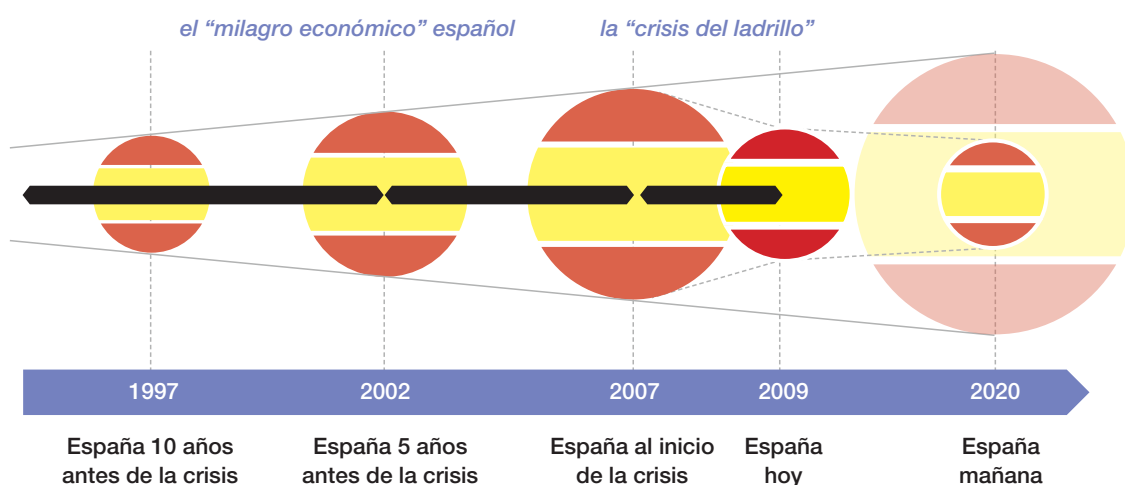 el “milagro económico” español
la “crisis del ladrillo”
1997
2002
2007
2009
2020
España 10 años
antes de la crisis
España 5 años
antes de la crisis
España al inicio
de la crisis
España
hoy
España
mañana